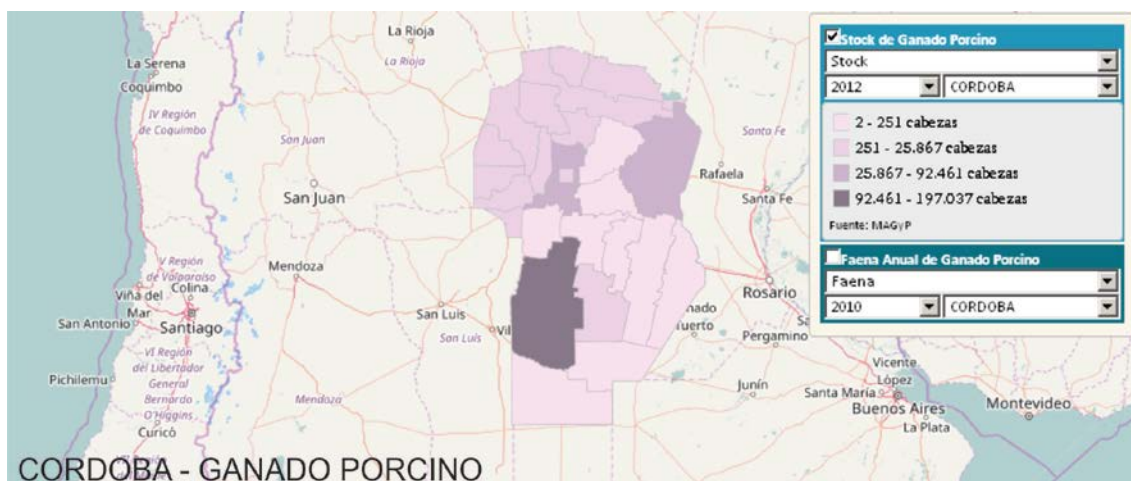 La Rioja
La Rioja
La Serena
Coquimbo
IV Región
de Coquimbo
San Juan
San Juan
Santa Fe
Rafaela
Santa Fe
Mendoza
V Región
de Valparaíso
Colina
Viña del
Mar
San Antonio
Santiago
San Luis
San Luis
Rosario
Pergamino
VI Región
del Libertador
General
Bernardo
O'Higgins
Pichilemu
Mendoza
Junín
Curicó
Vicente
López
Santa María
Buenos Aires
La Plata
Montevideo
CORDOBA - GANADO PORCINO
Stock de Ganado Porcino
Stock
2012
CORDOBA
2 - 251 cabezas
251 - 25.867 cabezas
25.867 - 92.461 cabezas
92.461 - 197.037 cabezas
Fuente: MAGyP
Faena Anual de Ganado Porcino
Faena
2010
CORDOBA